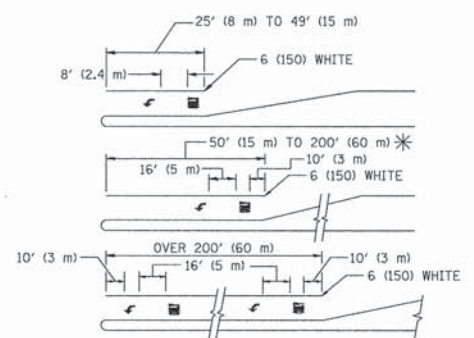 25' (8 m) TO 49' (15 m)
6 (150) WHITE
8' (2.4 m)
50' (15 m) TO 200' (60 m) ✳
16' (5 m)
10' (3 m)
6 (150) WHITE
OVER 200' (60 m)
10' (3 m)
16' (5 m)
10' (3 m)
6 (150) WHITE